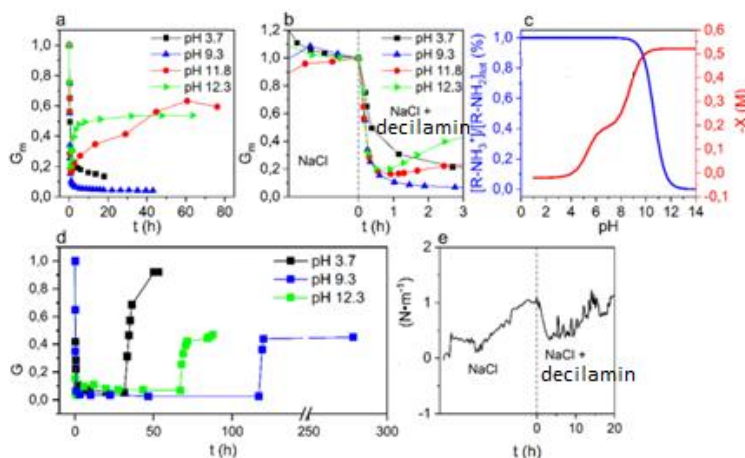 a
1,0
0,8
0,6
0,4
0,2
0,0
G_m
0 20 40 60 80
t (h)
pH 3.7
pH 9.3
pH 11.8
pH 12.3
b
1,0
0,8
0,6
0,4
0,2
0,0
G_m
0 1 2 3
t (h)
pH 3.7
pH 9.3
pH 11.8
pH 12.3
NaCl
NaCl +
decilamin
c
[R-NH₃⁺]/[R-NH₂]tot (%)
1,0
0,8
0,6
0,4
0,2
0,0
0 2 4 6 8 10 14
pH
0,6
0,5
0,4
0,3
0,2
0,1
0,0
-0,1
-X (M)
d
1,0
0,8
0,6
0,4
0,2
0,0
G
0 50 100 250 300
t (h)
pH 3.7
pH 9.3
pH 12.3
e
(N•m⁻¹)
2
1
0
-1
0 10 20
t (h)
NaCl
NaCl +
decilamin